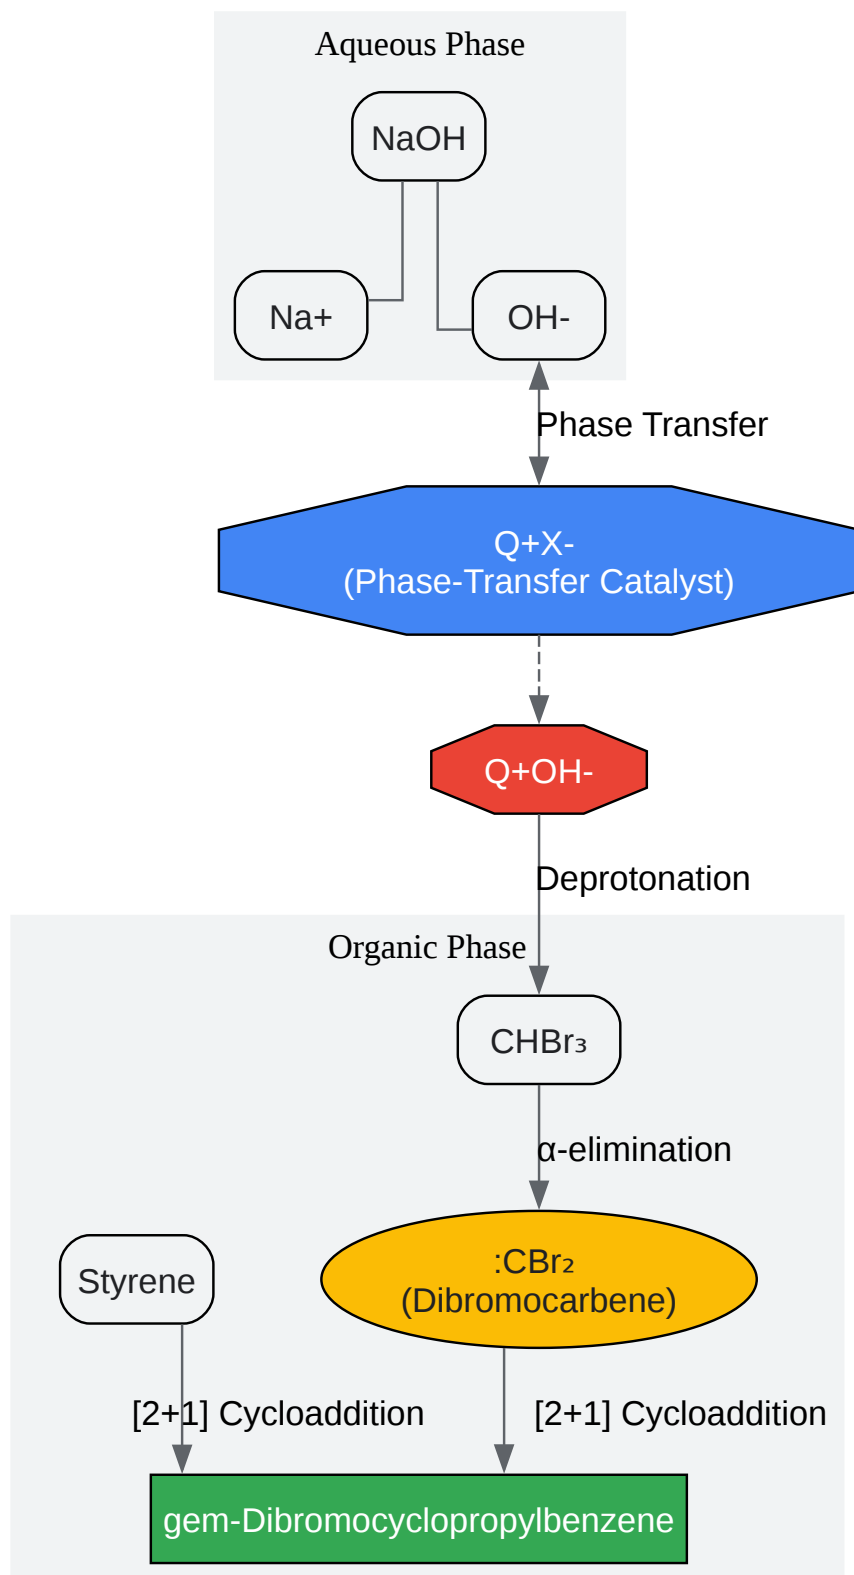 Aqueous Phase
NaOH
Na+
OH-
Phase Transfer
Q+X-
(Phase-Transfer Catalyst)
Q+OH-
Deprotonation
Organic Phase
CHBr₃
α-elimination
Styrene
:CBr₂
(Dibromocarbene)
[2+1] Cycloaddition
[2+1] Cycloaddition
gem-Dibromocyclopropylbenzene